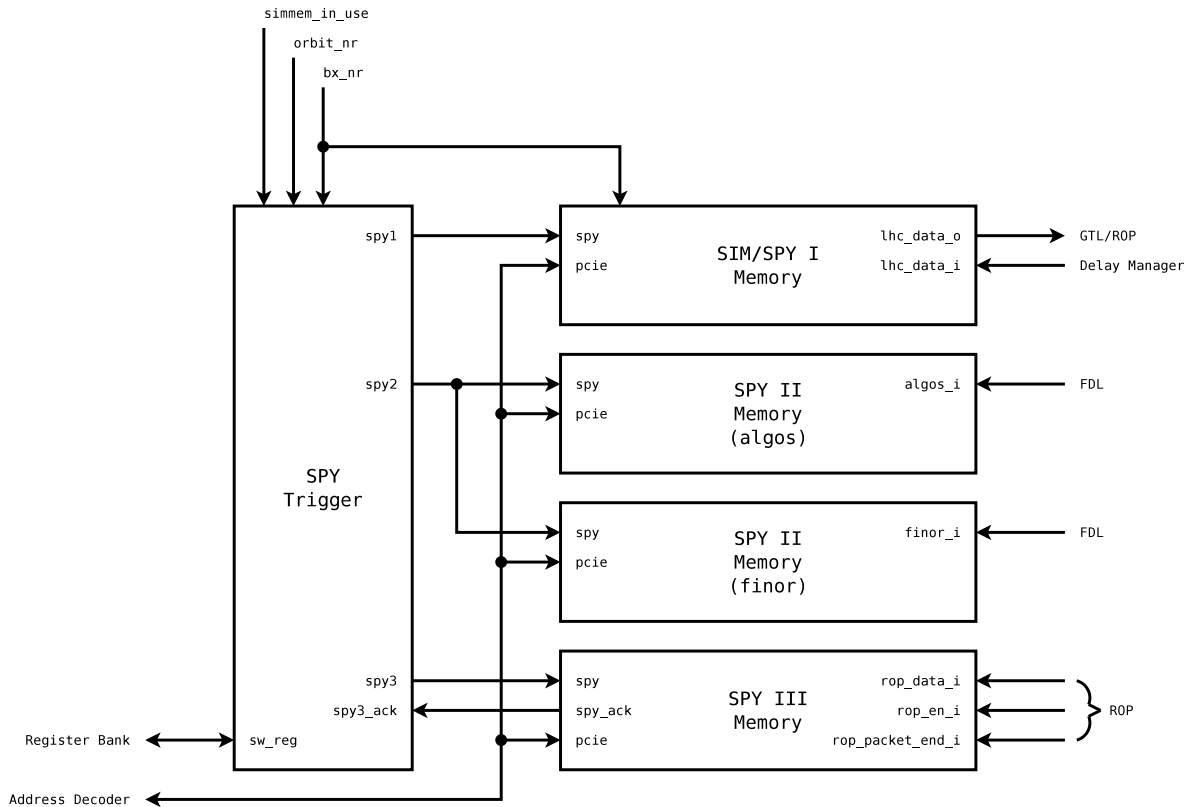 simmem_in_use
orbit_nr
bx_nr
spy1
spy
SIM/SPY I
Memory
lhc_data_o
GTL/ROP
pcie
lhc_data_i
Delay Manager
spy2
spy
SPY II
Memory
(algos)
algos_i
FDL
pcie
SPY
Trigger
spy
SPY II
Memory
(finor)
finor_i
FDL
pcie
spy3
spy
SPY III
Memory
rop_data_i
spy3_ack
spy_ack
rop_en_i
ROP
Register Bank
sw_reg
pcie
rop_packet_end_i
Address Decoder